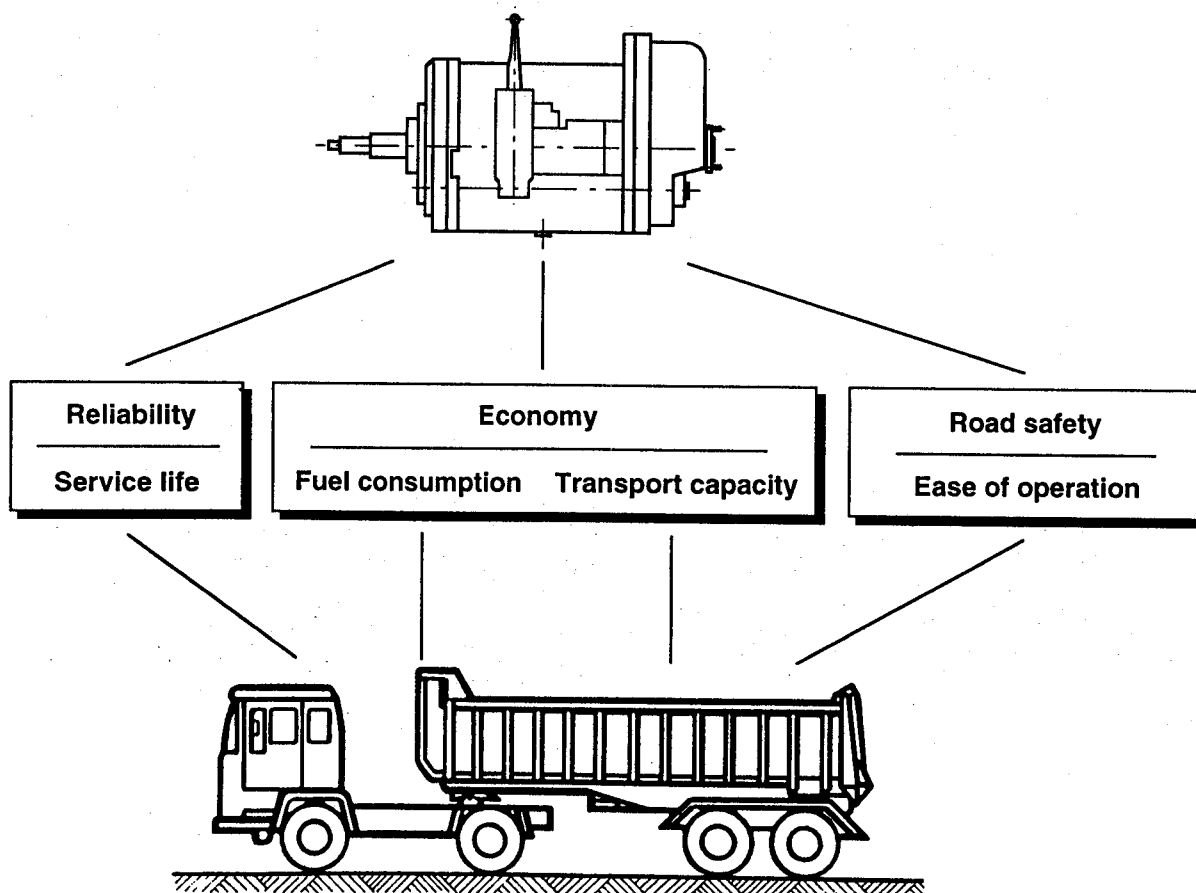 Reliability
Service life
Economy
Fuel consumption Transport capacity
Road safety
Ease of operation